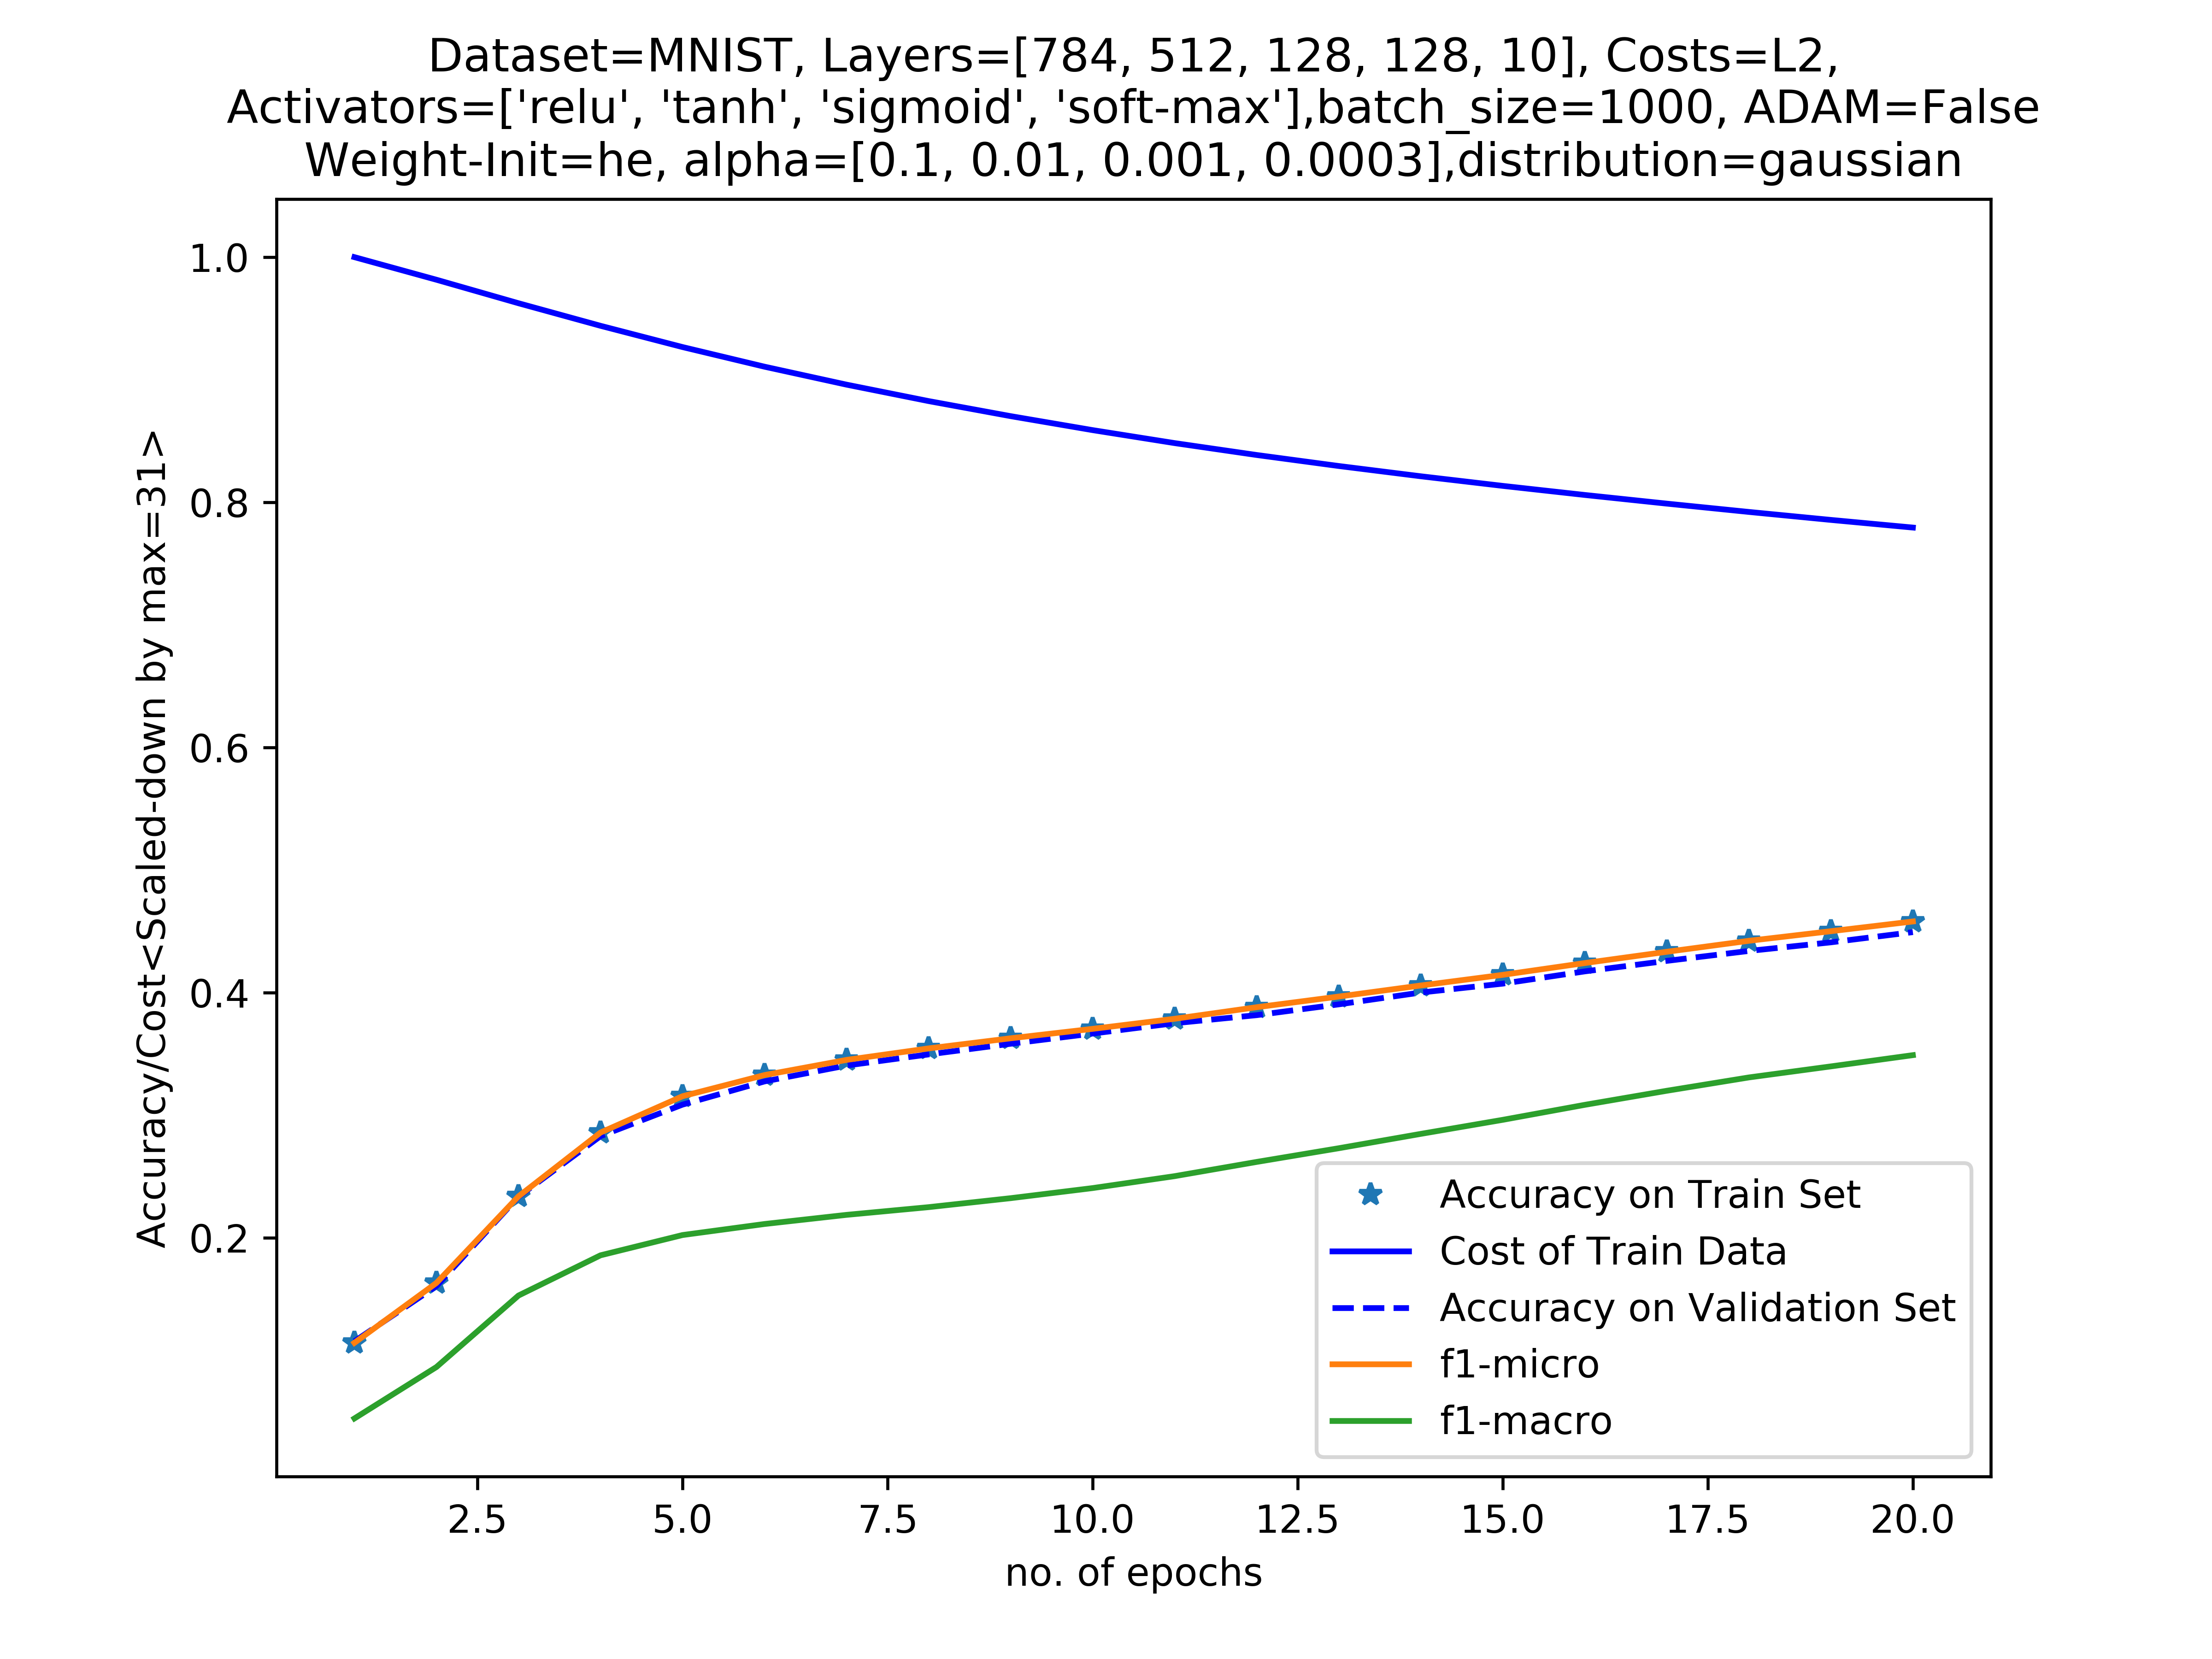 Dataset=MNIST, Layers=[784, 512, 128, 128, 10], Costs=L2,
Activators=['relu', 'tanh', 'sigmoid', 'soft-max'],batch_size=1000, ADAM=False
Weight-Init=he, alpha=[0.1, 0.01, 0.001, 0.0003],distribution=gaussian
Accuracy/Cost<Scaled-down by max=31>
1.0
0.8
0.6
0.4
0.2
Accuracy on Train Set
Cost of Train Data
Accuracy on Validation Set
f1-micro
f1-macro
2.5 5.0 7.5 10.0 12.5 15.0 17.5 20.0
no. of epochs